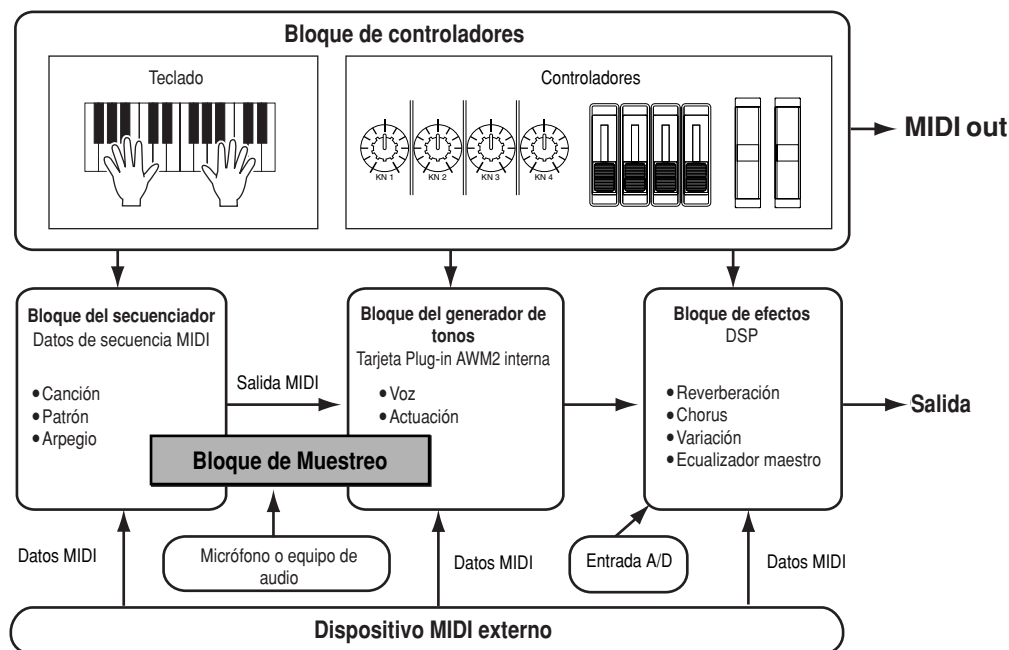 Bloque de controladores
Teclado
Controladores
KN 1
KN 2
KN 3
KN 4
MIDI out
Bloque del secuenciador
Datos de secuencia MIDI
•Canción
•Patrón
•Arpegio
Salida MIDI
Bloque del generador de
tonos
Tarjeta Plug-in AWM2 interna
•Voz
•Actuación
Bloque de efectos
DSP
•Reverberación
•Chorus
•Variación
•Ecualizador maestro
Salida
Bloque de Muestreo
Datos MIDI
Micrófono o equipo de
audio
Datos MIDI
Entrada A/D
Datos MIDI
Dispositivo MIDI externo